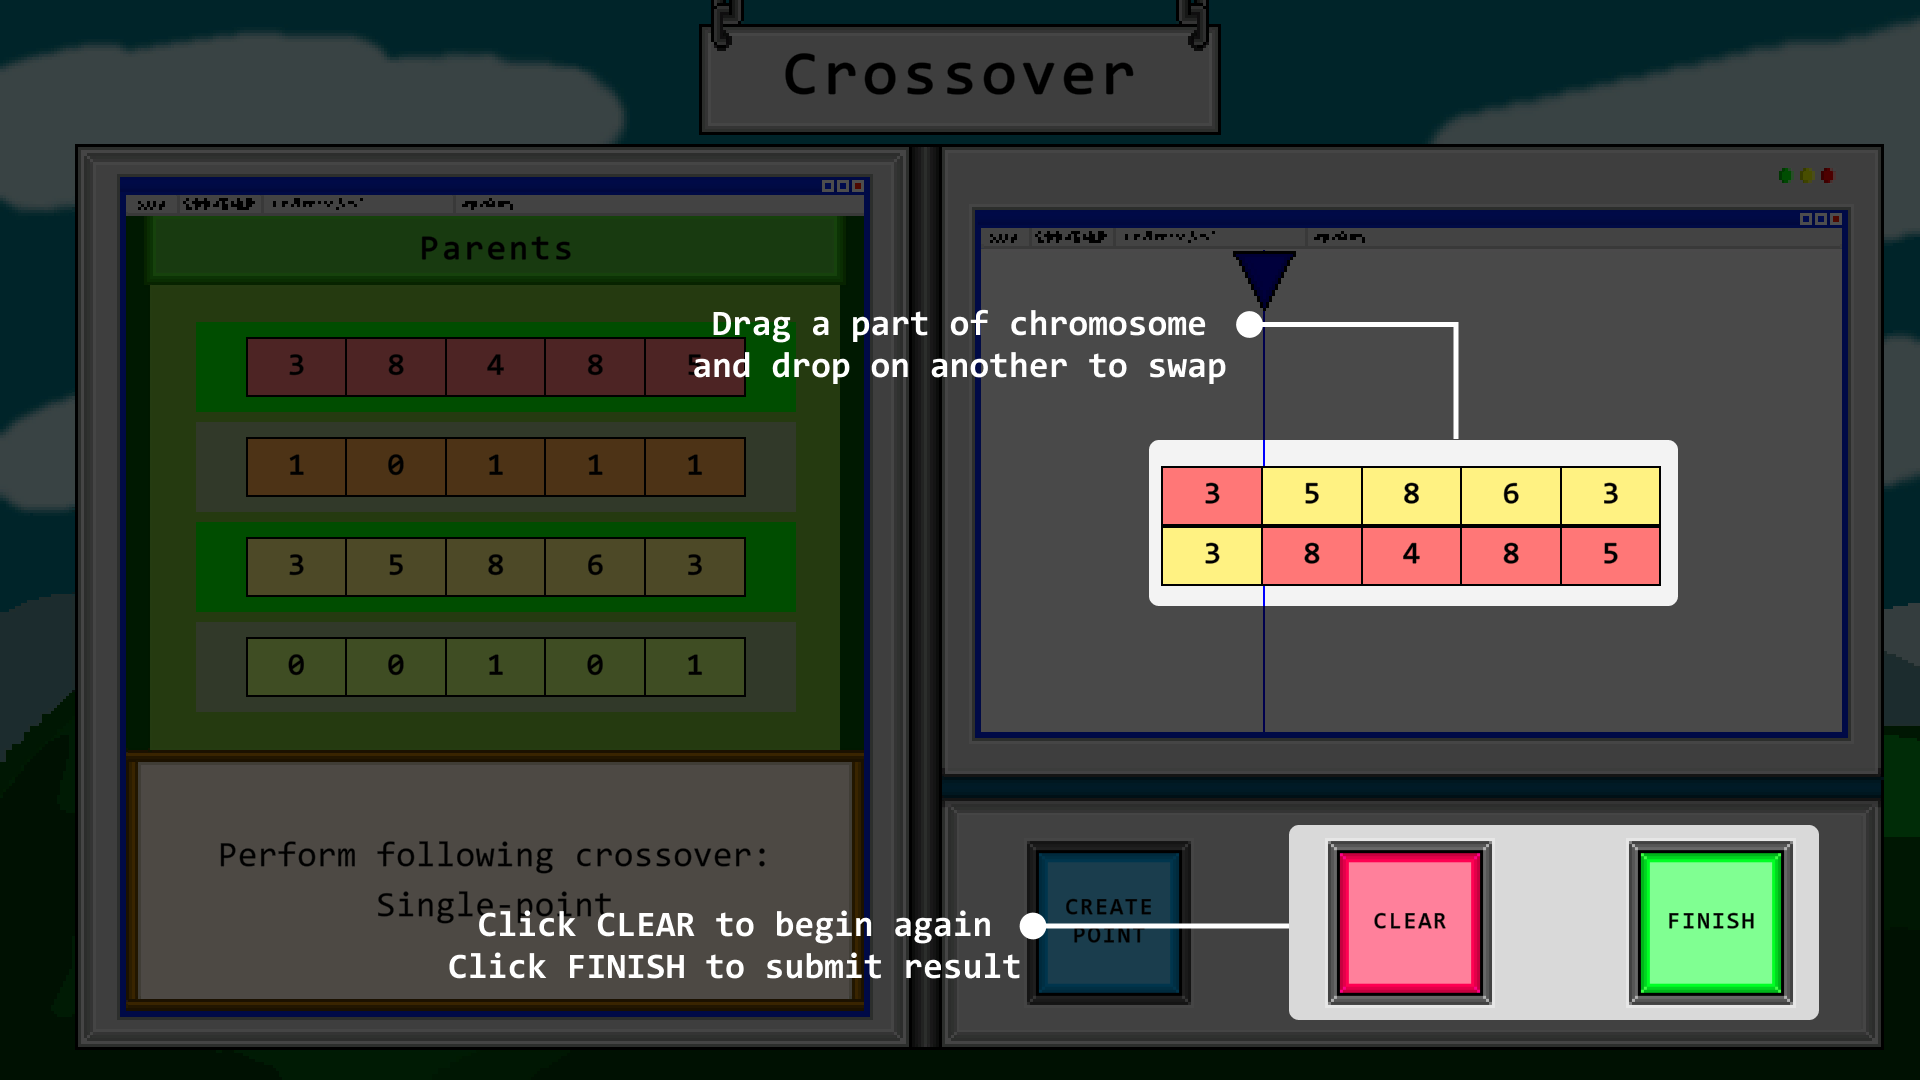 Crossover
Parents
Drag a part of chromosome
and drop on another to swap
3 8 4 8 5
1 0 1 1 1
3 5 8 6 3
0 0 1 0 1
3 5 8 6 3
3 8 4 8 5
Perform following crossover:
Single-point
Click CLEAR to begin again
Click FINISH to submit result
CREATE
POINT
CLEAR
FINISH